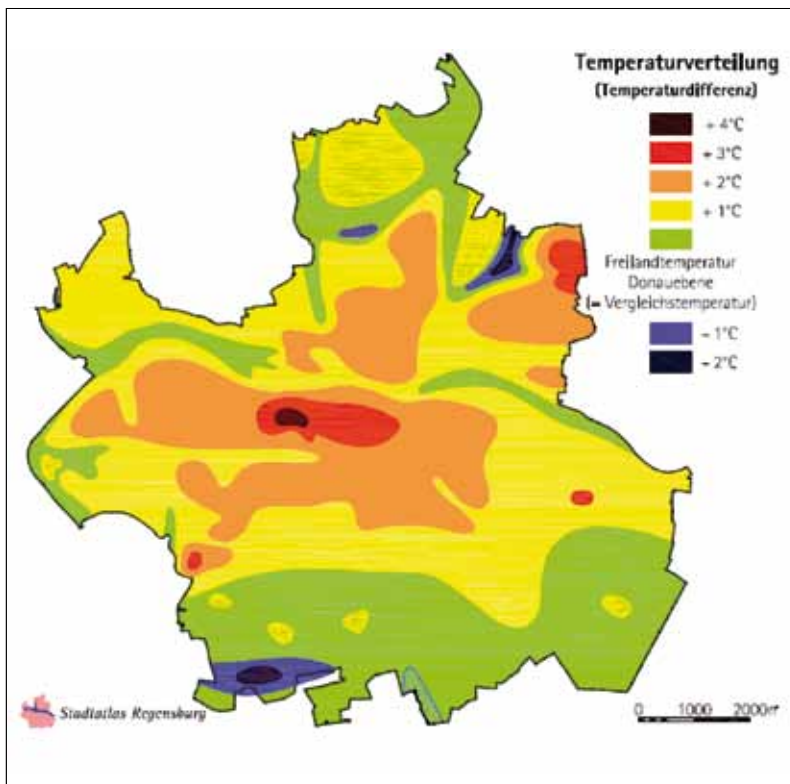 Temperaturverteilung
(Temperaturdifferenz)
+ 4°C
+ 3°C
+ 2°C
+ 1°C
Freilandtemperatur
Donauebene
(= Vergleichstemperatur)
- 1°C
- 2°C
Stadtatlas Regensburg
0 1000 2000m